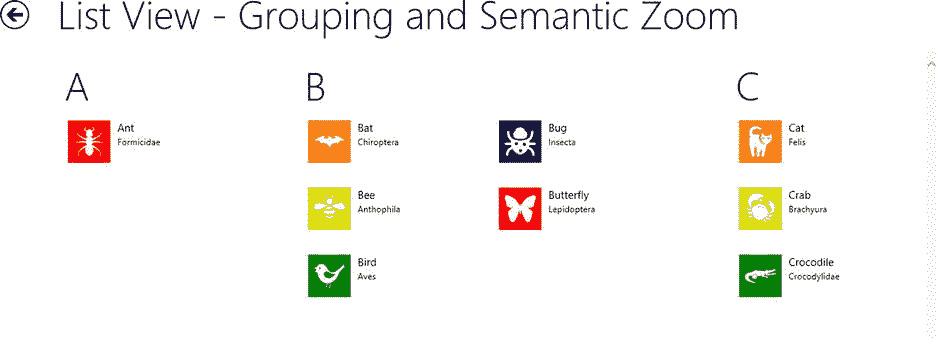 List View - Grouping and Semantic Zoom
A
Ant
Formicidae
B
Bat
Chiroptera
Bee
Anthophila
Bird
Aves
Bug
Insecta
Butterfly
Lepidoptera
C
Cat
Felis
Crab
Brachyura
Crocodile
Crocodylidae